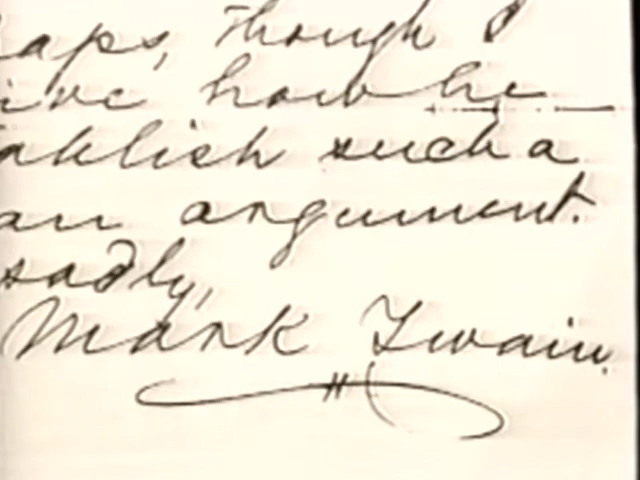 aps, though I
ive how he
ablish such a
an argument.
sadly,
Mark Twain.